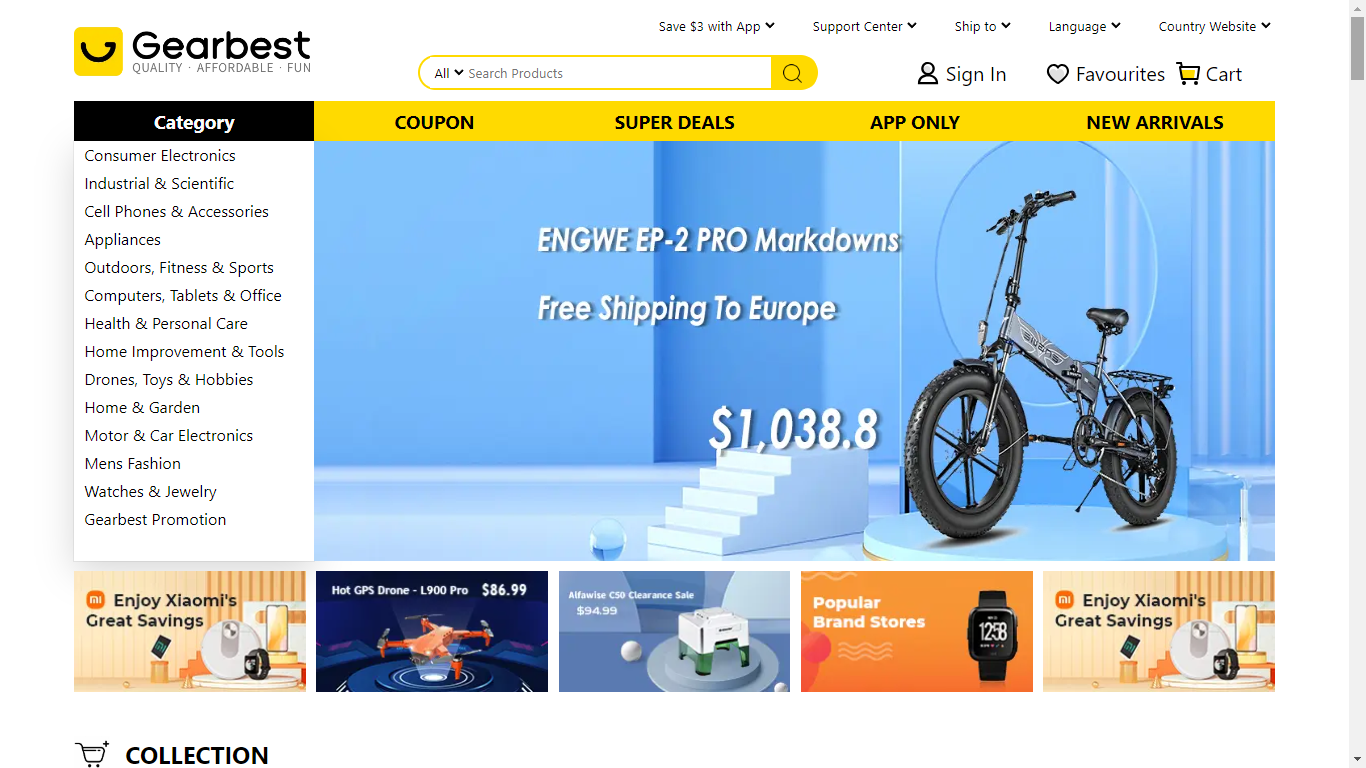 Save $3 with App
Support Center
Ship to
Language
Country Website
Gearbest
QUALITY · AFFORDABLE · FUN
All
Search Products
Sign In
Favourites
Cart
Category
COUPON
SUPER DEALS
APP ONLY
NEW ARRIVALS
Consumer Electronics
Industrial & Scientific
Cell Phones & Accessories
Appliances
Outdoors, Fitness & Sports
Computers, Tablets & Office
Health & Personal Care
Home Improvement & Tools
Drones, Toys & Hobbies
Home & Garden
Motor & Car Electronics
Mens Fashion
Watches & Jewelry
Gearbest Promotion
ENGWE EP-2 PRO Markdowns
Free Shipping To Europe
$1,038.8
ENGWE
mi Enjoy Xiaomi's
Great Savings
Hot GPS Drone - L900 Pro $86.99
Alfawise C50 Clearance Sale
$94.99
Popular
Brand Stores
12:58
mi Enjoy Xiaomi's
Great Savings
COLLECTION